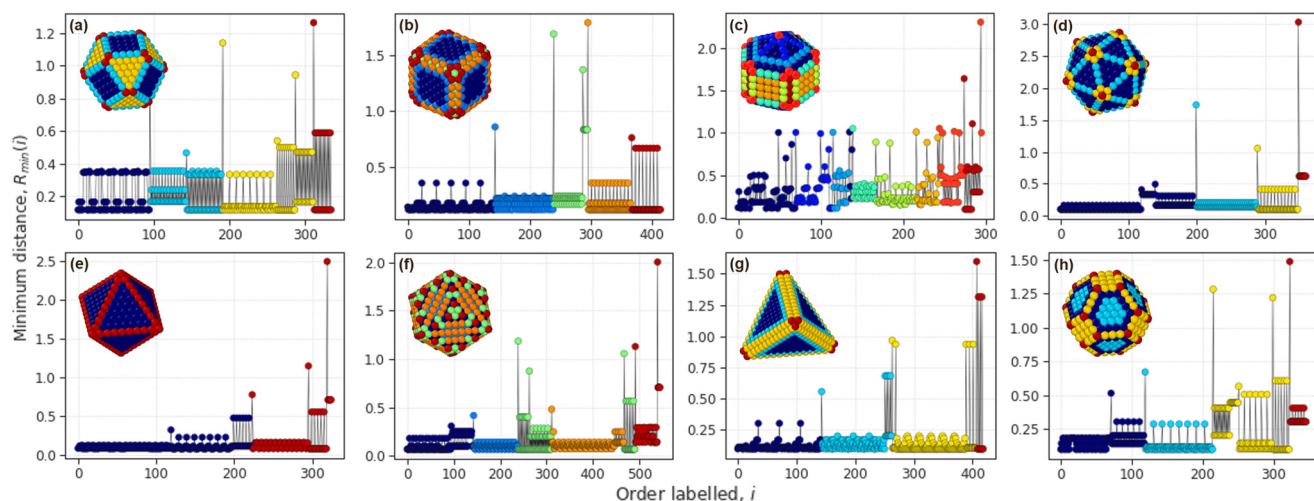 Minimum distance, R_min(i)
(a)
1.2
1.0
0.8
0.6
0.4
0.2
0 100 200 300
(b)
1.5
1.0
0.5
0 100 200 300 400
(c)
2.0
1.5
1.0
0.5
0.0
0 100 200 300
(d)
3.0
2.5
2.0
1.5
1.0
0.5
0.0
0 100 200 300
(e)
2.5
2.0
1.5
1.0
0.5
0.0
0 100 200 300
(f)
2.0
1.5
1.0
0.5
0.0
0 100 200 300 400 500
(g)
1.50
1.25
1.00
0.75
0.50
0.25
0 100 200 300 400
(h)
1.50
1.25
1.00
0.75
0.50
0.25
0 100 200 300
Order labelled, i